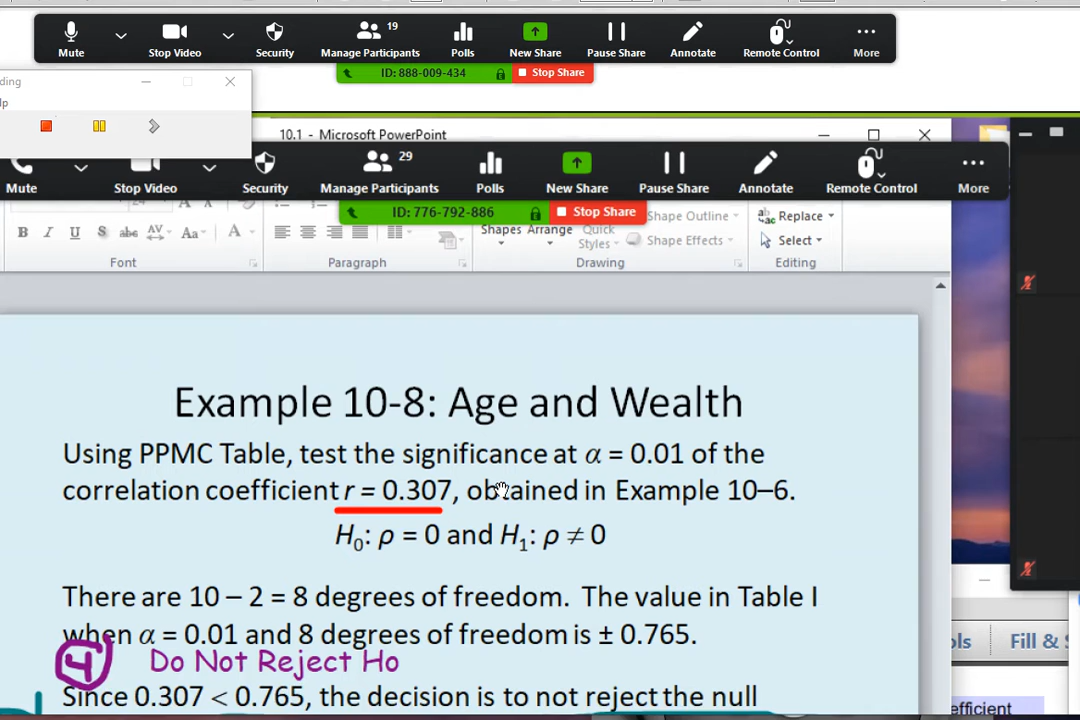 Mute Stop Video Security Manage Participants 19 Polls New Share Pause Share Annotate Remote Control More
ID: 888-009-434 Stop Share
10.1 - Microsoft PowerPoint
Mute Stop Video Security Manage Participants 29 Polls New Share Pause Share Annotate Remote Control More
ID: 776-792-886 Stop Share
Shapes Arrange Quick Styles Shape Outline Replace
Shape Effects Select
Font Paragraph Drawing Editing
Example 10-8: Age and Wealth
Using PPMC Table, test the significance at α = 0.01 of the
correlation coefficient r = 0.307, obtained in Example 10–6.
H0: ρ = 0 and H1: ρ ≠ 0
There are 10 – 2 = 8 degrees of freedom. The value in Table I
when α = 0.01 and 8 degrees of freedom is ± 0.765.
4 Do Not Reject Ho
Since 0.307 < 0.765, the decision is to not reject the null
Fill &